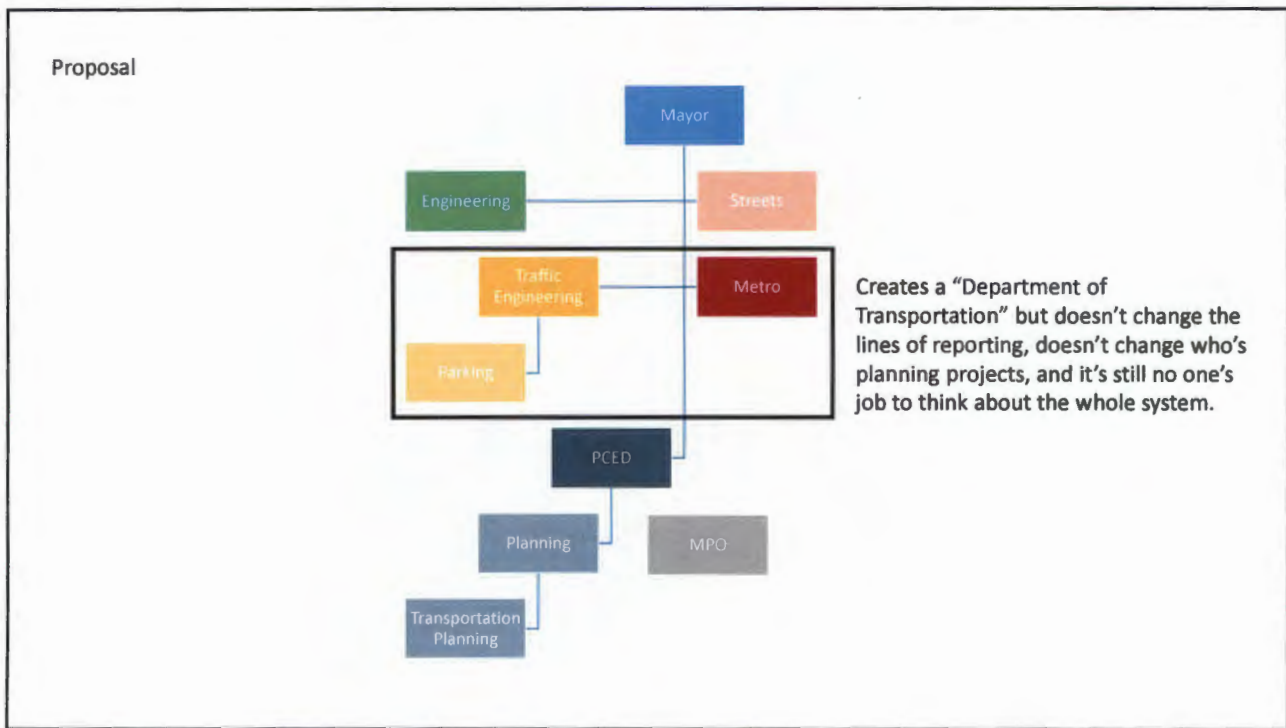 Proposal
Mayor
Engineering
Streets
Traffic
Engineering
Metro
Parking
Creates a “Department of
Transportation” but doesn’t change the
lines of reporting, doesn’t change who’s
planning projects, and it’s still no one’s
job to think about the whole system.
PCED
Planning
MPO
Transportation
Planning